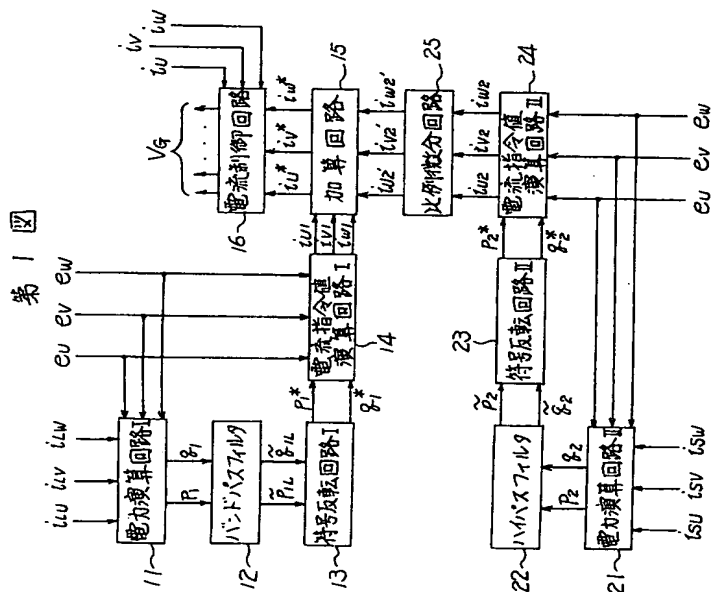 第 1 図
iLU iLV iLW
eU eV eW
11
電力演算回路I
P1 q1
12
バンドパスフィルタ
P̃1L q̃1L
13
符号反転回路I
P1* q1*
14
電流指令値
演算回路I
iU1 iV1 iW1
15
加算回路
iU* iV* iW*
16
電流制御回路
VG
iU iV iW
iW2' iV2' iW2'
25
比例微分回路
iW2 iV2 iW2
24
電流指令値
演算回路II
P2* q2*
23
符号反転回路II
P̃2 q̃2
22
ハイパスフィルタ
P2 q2
21
電力演算回路II
iSU iSV iSW
eU eV eW